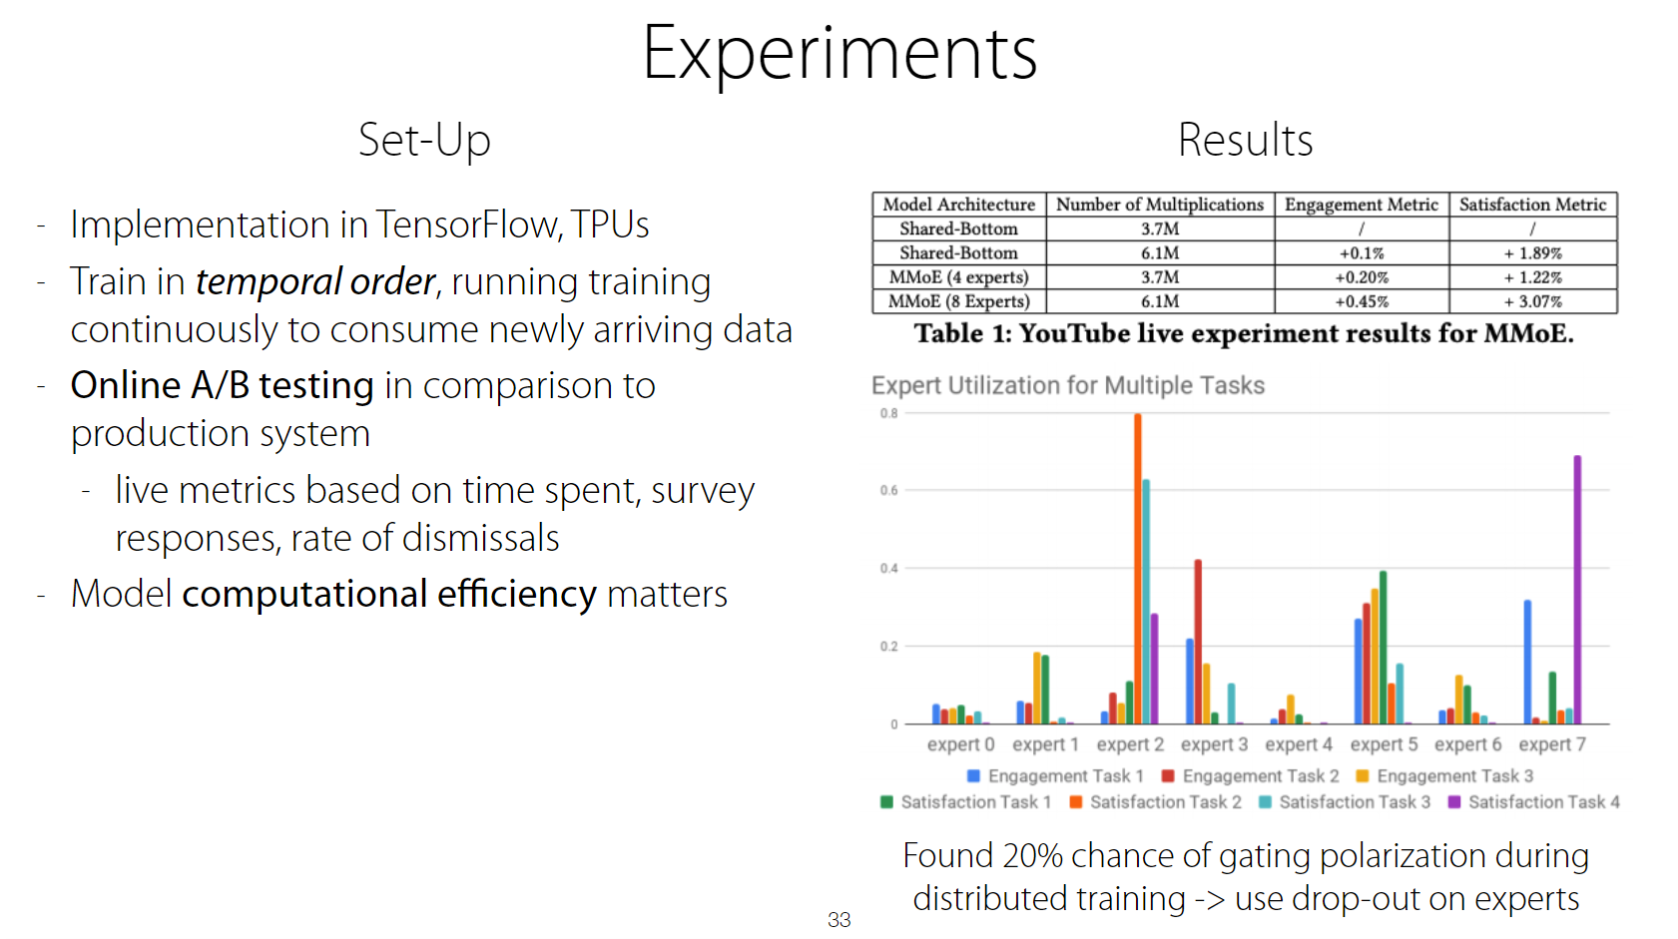 Experiments
Set-Up
- Implementation in TensorFlow, TPUs
- Train in temporal order, running training
continuously to consume newly arriving data
- Online A/B testing in comparison to
production system
- live metrics based on time spent, survey
responses, rate of dismissals
- Model computational efficiency matters
Results
Model Architecture Number of Multiplications Engagement Metric Satisfaction Metric
Shared-Bottom 3.7M / /
Shared-Bottom 6.1M +0.1% + 1.89%
MMoE (4 experts) 3.7M +0.20% + 1.22%
MMoE (8 Experts) 6.1M +0.45% + 3.07%
Table 1: YouTube live experiment results for MMoE.
Expert Utilization for Multiple Tasks
0.8
0.6
0.4
0.2
0
expert 0 expert 1 expert 2 expert 3 expert 4 expert 5 expert 6 expert 7
Engagement Task 1 Engagement Task 2 Engagement Task 3
Satisfaction Task 1 Satisfaction Task 2 Satisfaction Task 3 Satisfaction Task 4
Found 20% chance of gating polarization during
distributed training -> use drop-out on experts
33